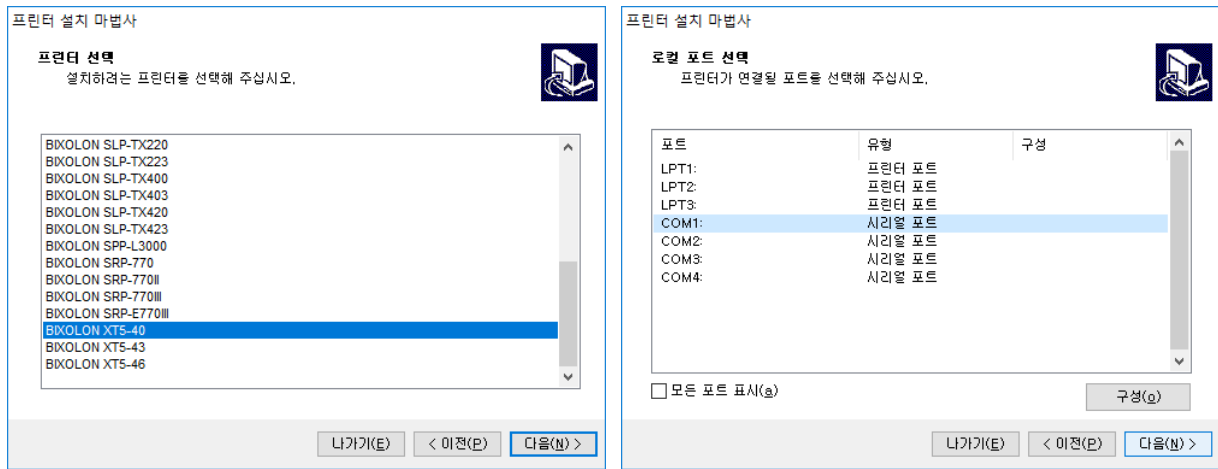 프린터 설치 마법사
프린터 선택
설치하려는 프린터를 선택해 주십시오.
BIXOLON SLP-TX220
BIXOLON SLP-TX223
BIXOLON SLP-TX400
BIXOLON SLP-TX403
BIXOLON SLP-TX420
BIXOLON SLP-TX423
BIXOLON SPP-L3000
BIXOLON SRP-770
BIXOLON SRP-770II
BIXOLON SRP-770III
BIXOLON SRP-E770III
BIXOLON XT5-40
BIXOLON XT5-43
BIXOLON XT5-46
나가기(E) < 이전(P) 다음(N) >
프린터 설치 마법사
로컬 포트 선택
프린터가 연결될 포트를 선택해 주십시오.
포트 유형 구성
LPT1: 프린터 포트
LPT2: 프린터 포트
LPT3: 프린터 포트
COM1: 시리얼 포트
COM2: 시리얼 포트
COM3: 시리얼 포트
COM4: 시리얼 포트
모든 포트 표시(a)
구성(o)
나가기(E) < 이전(P) 다음(N) >